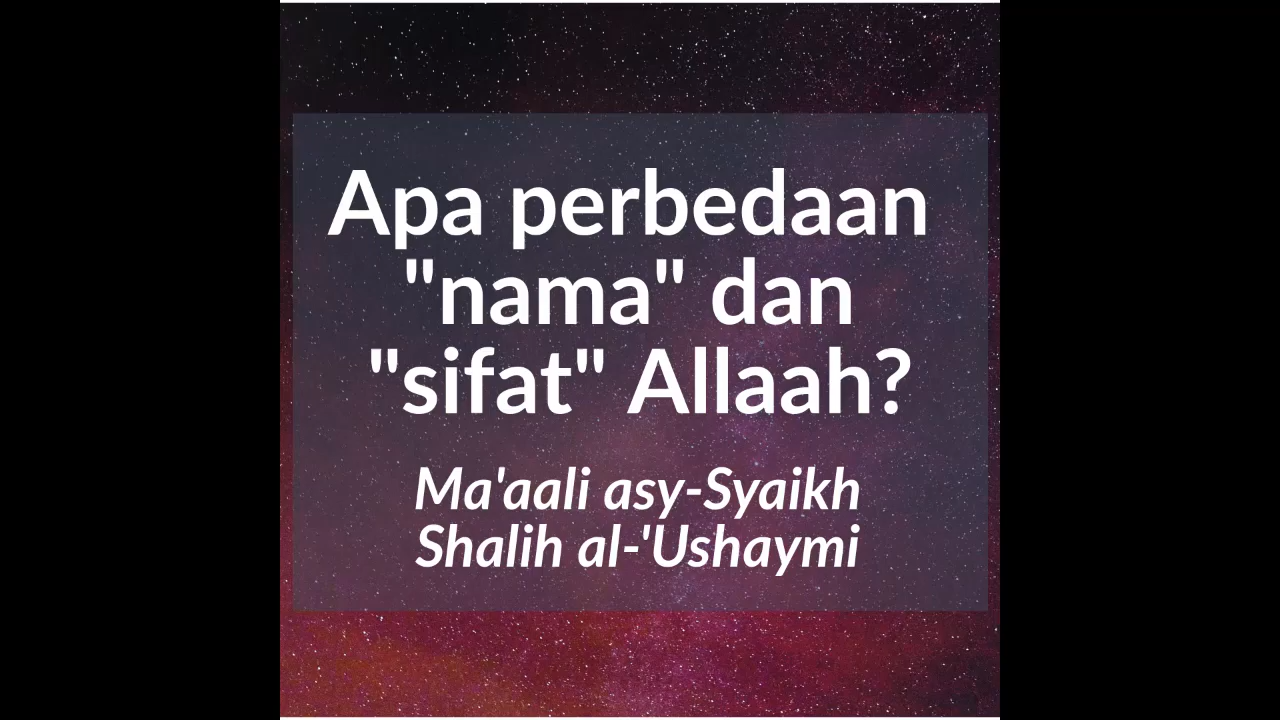 Apa perbedaan
"nama" dan
"sifat" Allaah?
Ma'aali asy-Syaikh
Shalih al-'Ushaymi